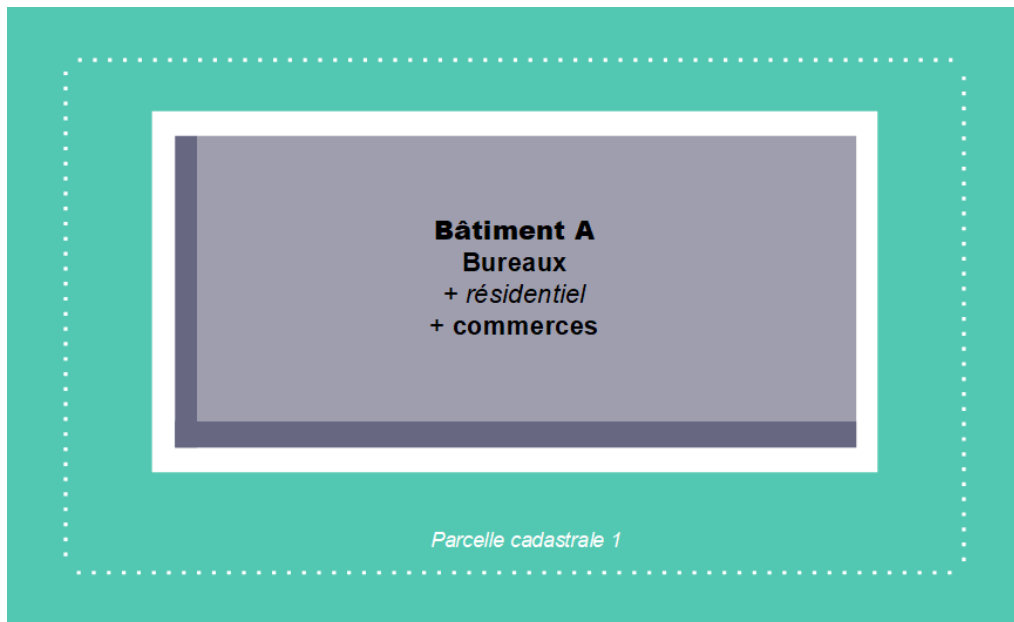 Bâtiment A
Bureaux
+ résidentiel
+ commerces
Parcelle cadastrale 1